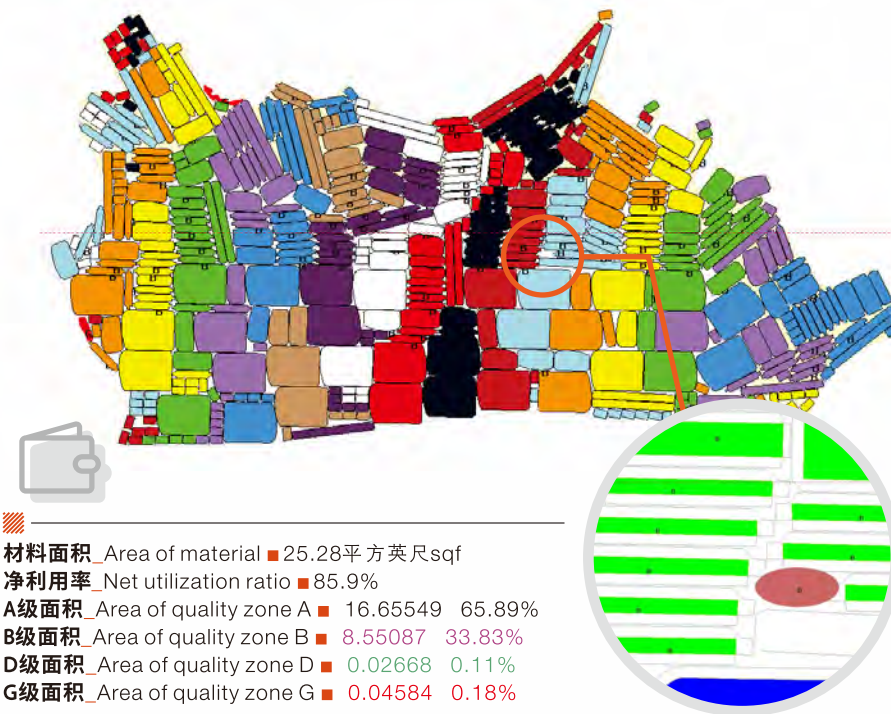 材料面积_Area of material ■ 25.28平方英尺sqf
净利用率_Net utilization ratio ■ 85.9%
A级面积_Area of quality zone A ■ 16.65549 65.89%
B级面积_Area of quality zone B ■ 8.55087 33.83%
D级面积_Area of quality zone D ■ 0.02668 0.11%
G级面积_Area of quality zone G ■ 0.04584 0.18%